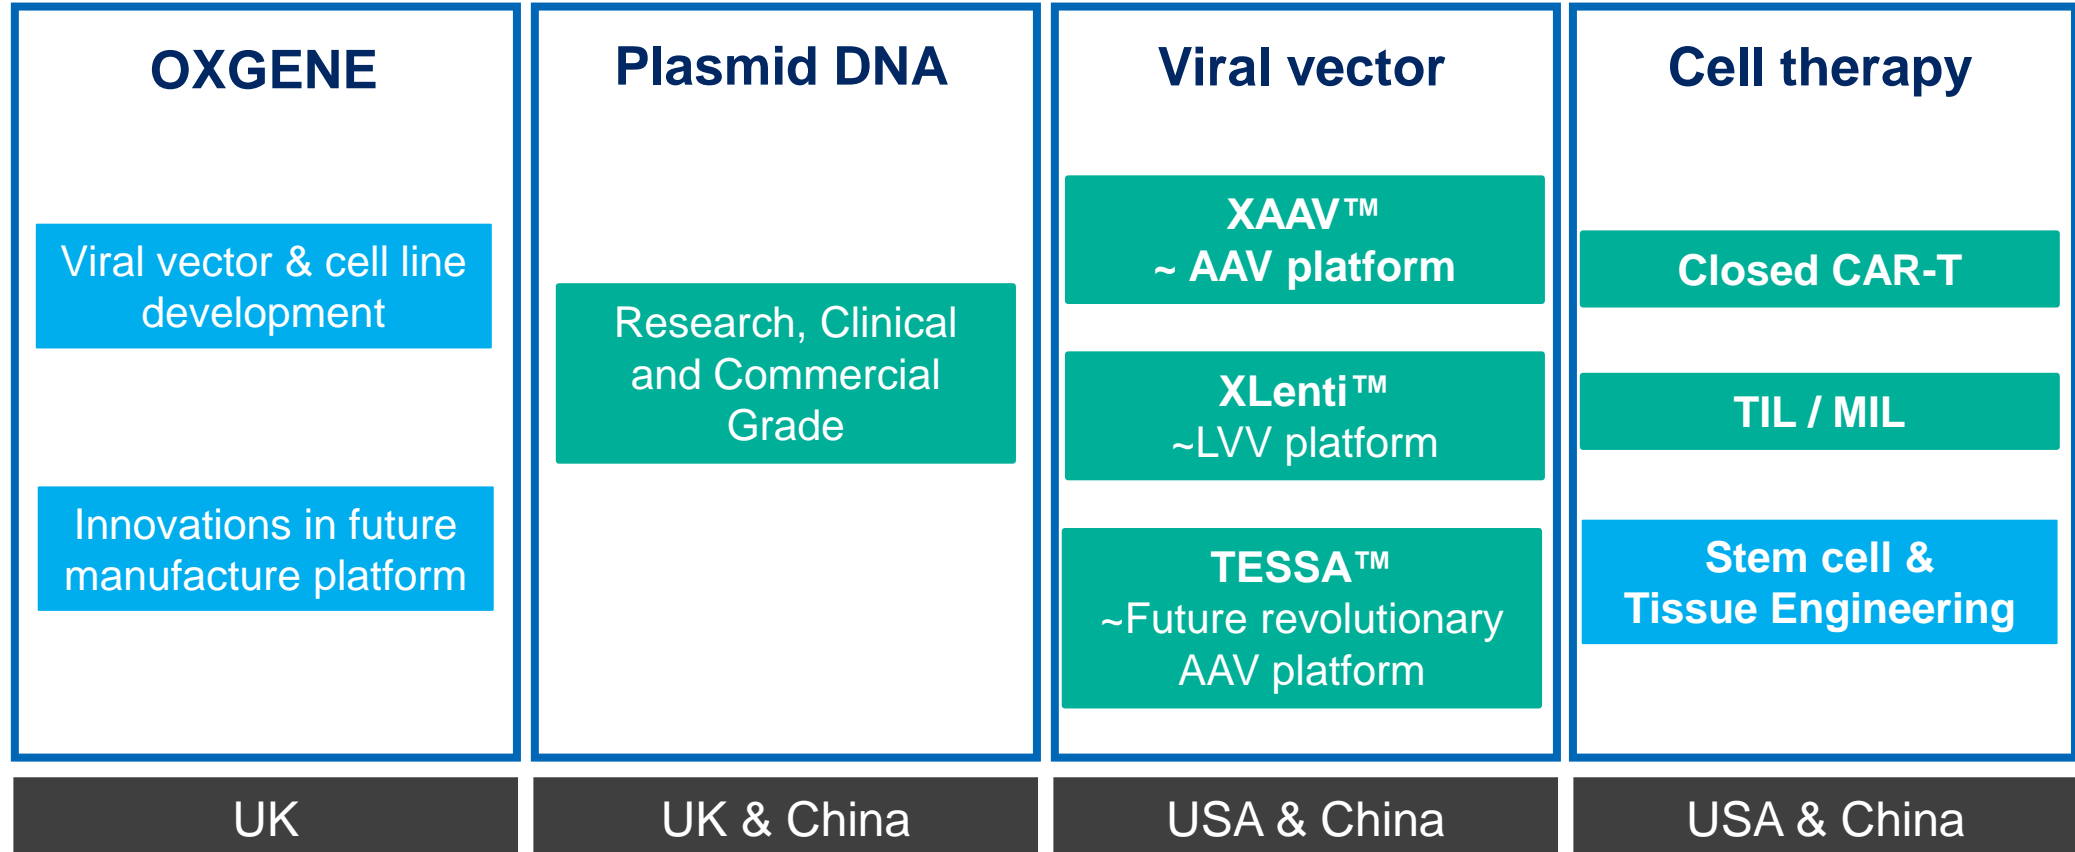 OXGENE
Viral vector & cell line
development
Innovations in future
manufacture platform
UK
Plasmid DNA
Research, Clinical
and Commercial
Grade
UK & China
Viral vector
XAAV™
~ AAV platform
XLenti™
~LVV platform
TESSA™
~Future revolutionary
AAV platform
USA & China
Cell therapy
Closed CAR-T
TIL / MIL
Stem cell &
Tissue Engineering
USA & China